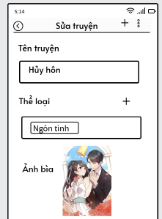 5:14
Sửa truyện
Tên truyện
Hủy hôn
Thể loại
Ngôn tình
Ảnh bìa